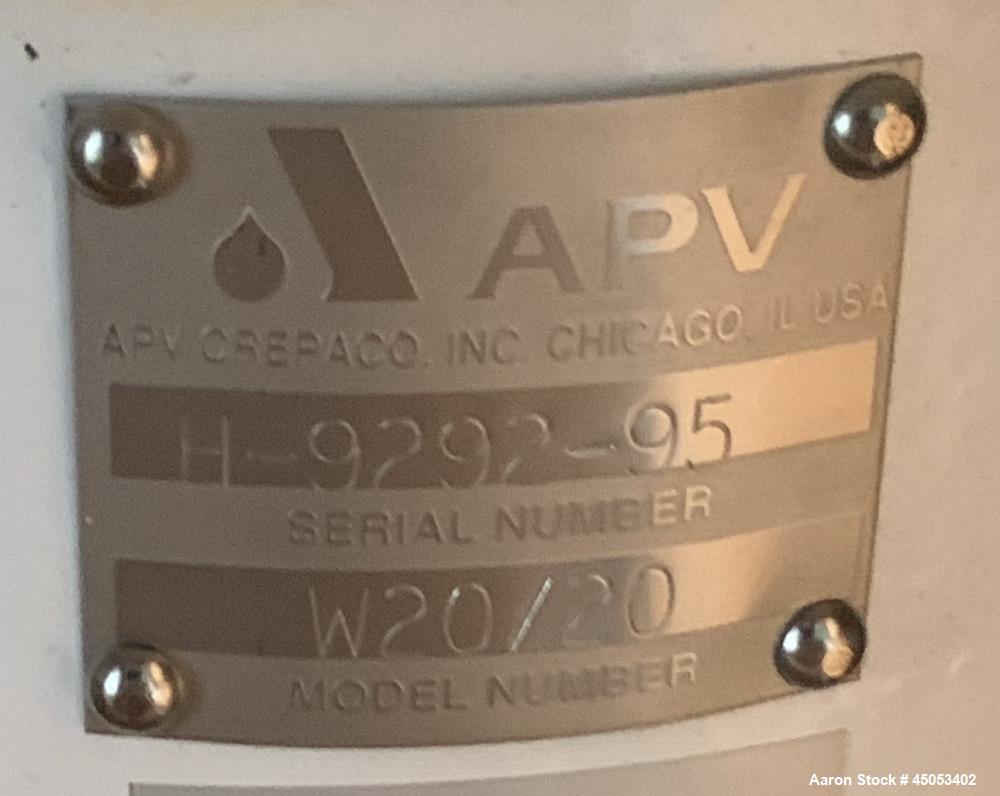 APV
APV CREPACO, INC. CHICAGO, IL USA
H-9292-95
SERIAL NUMBER
W20/20
MODEL NUMBER
Aaron Stock # 45053402